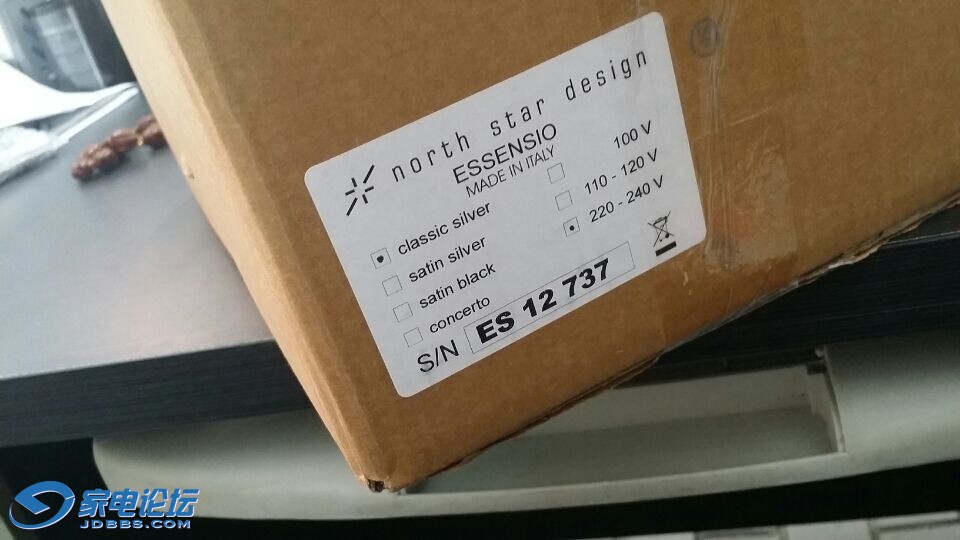 north star design
ESSENSIO
MADE IN ITALY
classic silver
satin silver
satin black
concerto
100 V
110 - 120 V
220 - 240 V
S/N ES 12 737
家电论坛
JDBBS.COM